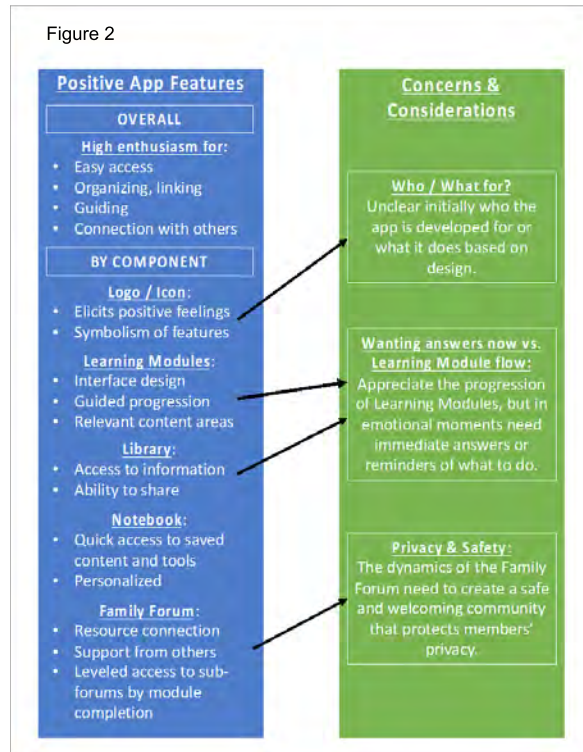 Figure 2
Positive App Features
OVERALL
High enthusiasm for:
• Easy access
• Organizing, linking
• Guiding
• Connection with others
BY COMPONENT
Logo / Icon:
• Elicits positive feelings
• Symbolism of features
Learning Modules:
• Interface design
• Guided progression
• Relevant content areas
Library:
• Access to information
• Ability to share
Notebook:
• Quick access to saved
content and tools
• Personalized
Family Forum:
• Resource connection
• Support from others
• Leveled access to sub-
forums by module
completion
Concerns &
Considerations
Who / What for?
Unclear initially who the
app is developed for or
what it does based on
design.
Wanting answers now vs.
Learning Module flow:
Appreciate the progression
of Learning Modules, but in
emotional moments need
immediate answers or
reminders of what to do.
Privacy & Safety:
The dynamics of the Family
Forum need to create a safe
and welcoming community
that protects members'
privacy.